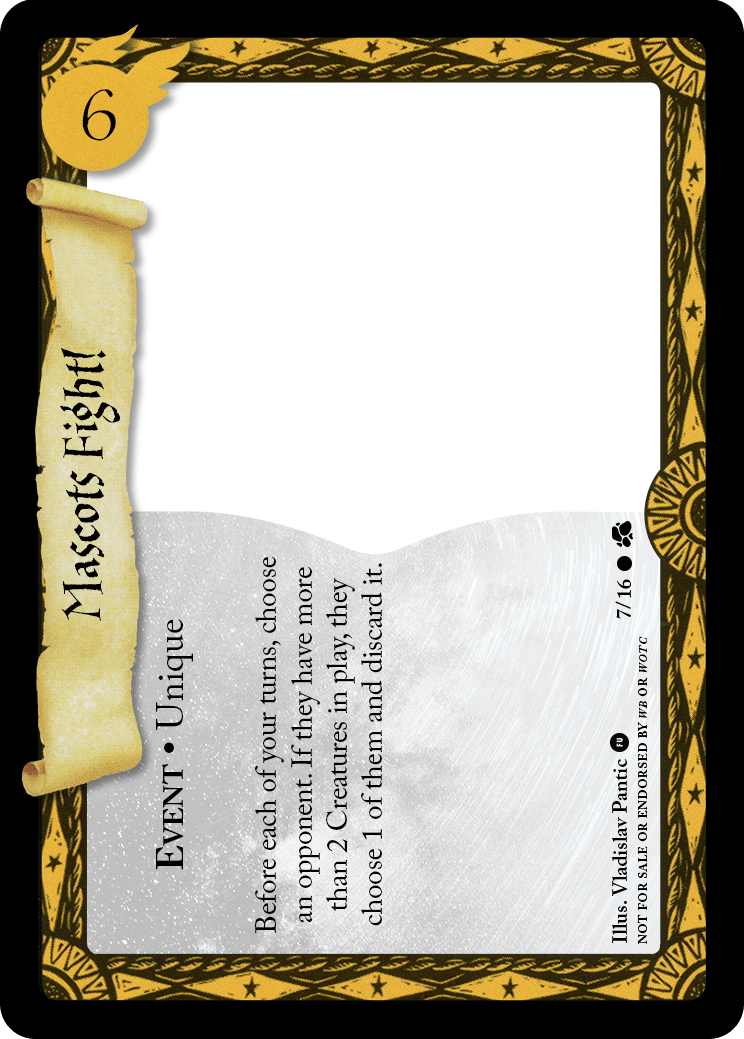 6
Mascots Fight!
EVENT • Unique
Before each of your turns, choose
an opponent. If they have more
than 2 Creatures in play, they
choose 1 of them and discard it.
Illus. Vladislav Pantic FU
7/16
NOT FOR SALE OR ENDORSED BY WB OR WOTC